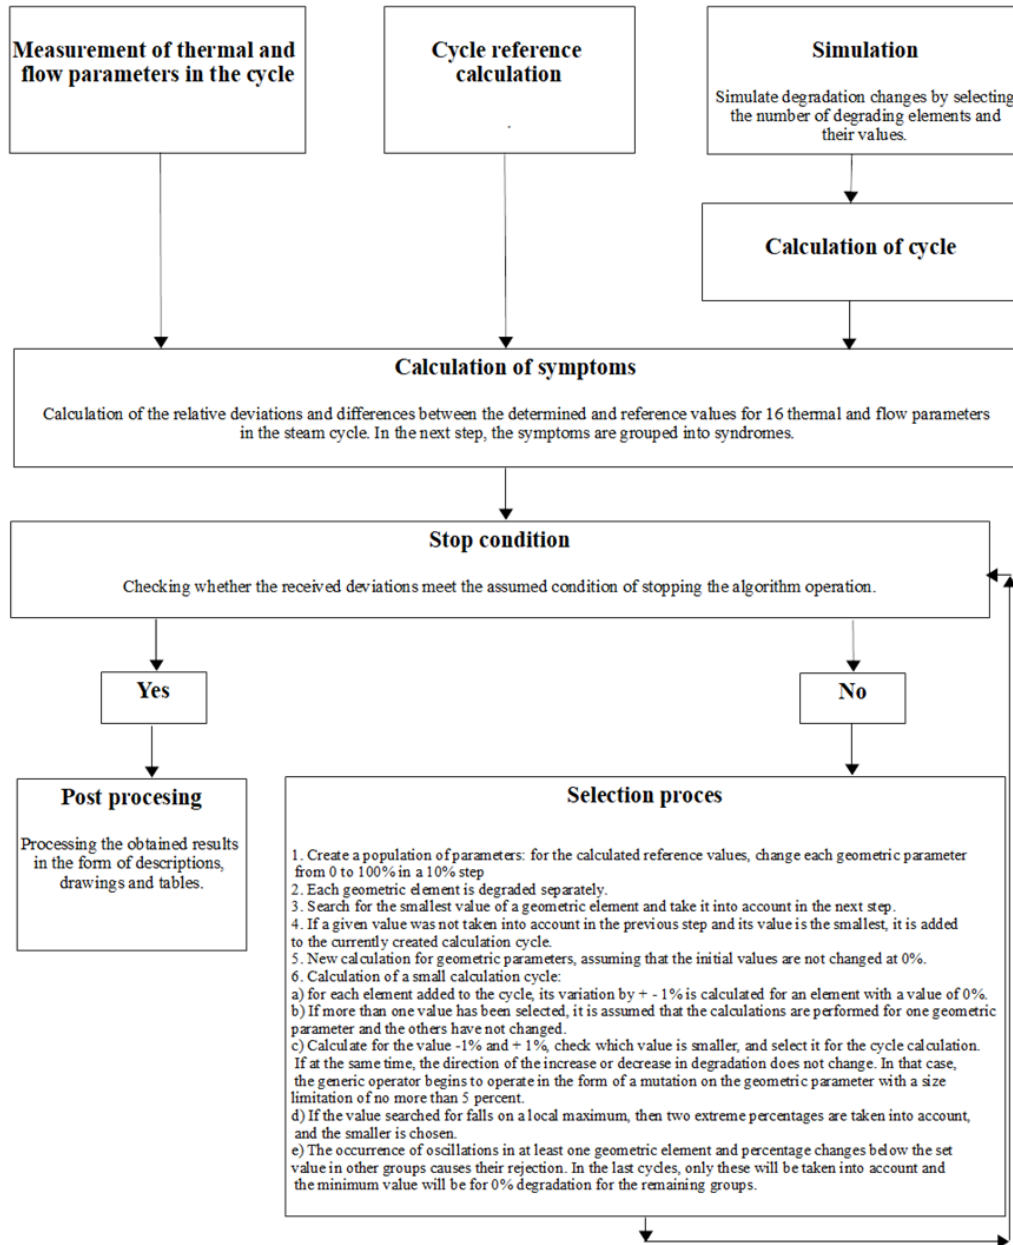 Measurement of thermal and
flow parameters in the cycle
Cycle reference
calculation
.
Simulation
Simulate degradation changes by selecting
the number of degrading elements and
their values.
Calculation of cycle
Calculation of symptoms
Calculation of the relative deviations and differences between the determined and reference values for 16 thermal and flow parameters
in the steam cycle. In the next step, the symptoms are grouped into syndromes.
Stop condition
Checking whether the received deviations meet the assumed condition of stopping the algorithm operation.
Yes
No
Post procesing
Processing the obtained results
in the form of descriptions,
drawings and tables.
Selection proces
1. Create a population of parameters: for the calculated reference values, change each geometric parameter
from 0 to 100% in a 10% step
2. Each geometric element is degraded separately.
3. Search for the smallest value of a geometric element and take it into account in the next step.
4. If a given value was not taken into account in the previous step and its value is the smallest, it is added
to the currently created calculation cycle.
5. New calculation for geometric parameters, assuming that the initial values are not changed at 0%.
6. Calculation of a small calculation cycle:
a) for each element added to the cycle, its variation by + - 1% is calculated for an element with a value of 0%.
b) If more than one value has been selected, it is assumed that the calculations are performed for one geometric
parameter and the others have not changed.
c) Calculate for the value -1% and + 1%, check which value is smaller, and select it for the cycle calculation.
If at the same time, the direction of the increase or decrease in degradation does not change. In that case,
the generic operator begins to operate in the form of a mutation on the geometric parameter with a size
limitation of no more than 5 percent.
d) If the value searched for falls on a local maximum, then two extreme percentages are taken into account,
and the smaller is chosen.
e) The occurrence of oscillations in at least one geometric element and percentage changes below the set
value in other groups causes their rejection. In the last cycles, only these will be taken into account and
the minimum value will be for 0% degradation for the remaining groups.